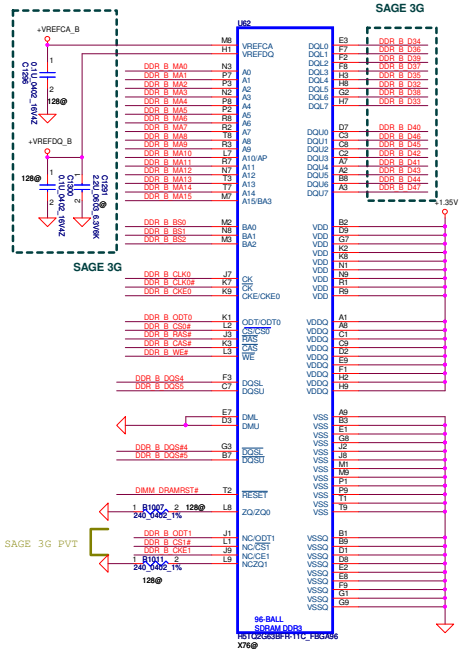 SAGE 3G
U62
+VREFCA_B
C1296
0.1U_0402_16V4Z
128@
+VREFDQ_B
128@
C1300
0.1U_0402_16V4Z
C1291
2.2U_0603_6.3V6K
SAGE 3G
M8 VREFCA
H1 VREFDQ
DDR_B_MA0 N3 A0
DDR_B_MA1 P7 A1
DDR_B_MA2 P3 A2
DDR_B_MA3 N2 A3
DDR_B_MA4 P8 A4
DDR_B_MA5 P2 A5
DDR_B_MA6 R8 A6
DDR_B_MA7 R2 A7
DDR_B_MA8 T8 A8
DDR_B_MA9 R3 A9
DDR_B_MA10 L7 A10/AP
DDR_B_MA11 R7 A11
DDR_B_MA12 N7 A12
DDR_B_MA13 T3 A13
DDR_B_MA14 T7 A14
DDR_B_MA15 M7 A15/BA3
DDR_B_BS0 M2 BA0
DDR_B_BS1 N8 BA1
DDR_B_BS2 M3 BA2
DDR_B_CLK0 J7 CK
DDR_B_CLK0# K7 CK
DDR_B_CKE0 K9 CKE/CKE0
DDR_B_ODT0 K1 ODT/ODT0
DDR_B_CS0# L2 CS/CS0
DDR_B_RAS# J3 RAS
DDR_B_CAS# K3 CAS
DDR_B_WE# L3 WE
DDR_B_DQS4 F3 DQSL
DDR_B_DQS5 C7 DQSU
E7 DML
D3 DMU
DDR_B_DQS#4 G3 DQSL
DDR_B_DQS#5 B7 DQSU
DIMM_DRAMRST# T2 RESET
1 R1007 2 128@ L8 ZQ/ZQ0
240_0402_1%
SAGE 3G PVT
DDR_B_ODT1 J1 NC/ODT1
DDR_B_CS1# L1 NC/CS1
DDR_B_CKE1 J9 NC/CE1
1 R1011 2 L9 NCZQ1
240_0402_1%
128@
DQL0 E3 DDR_B_D34
DQL1 F7 DDR_B_D36
DQL2 F2 DDR_B_D39
DQL3 F8 DDR_B_D37
DQL4 H3 DDR_B_D35
DQL5 H8 DDR_B_D32
DQL6 G2 DDR_B_D38
DQL7 H7 DDR_B_D33
DQU0 D7 DDR_B_D40
DQU1 C3 DDR_B_D46
DQU2 C8 DDR_B_D45
DQU3 C2 DDR_B_D42
DQU4 A7 DDR_B_D41
DQU5 A2 DDR_B_D43
DQU6 B8 DDR_B_D44
DQU7 A3 DDR_B_D47
+1.35V
VDD B2
VDD D9
VDD G7
VDD K2
VDD K8
VDD N1
VDD N9
VDD R1
VDD R9
VDDQ A1
VDDQ A8
VDDQ C1
VDDQ C9
VDDQ D2
VDDQ E9
VDDQ F1
VDDQ H2
VDDQ H9
VSS A9
VSS B3
VSS E1
VSS G8
VSS J2
VSS J8
VSS M1
VSS M9
VSS P1
VSS P9
VSS T1
VSS T9
VSSQ B1
VSSQ B9
VSSQ D1
VSSQ D8
VSSQ E2
VSSQ E8
VSSQ F9
VSSQ G1
VSSQ G9
96-BALL
SDRAM DDR3
H5TQ2G63BFR-11C_FBGA96
X76@